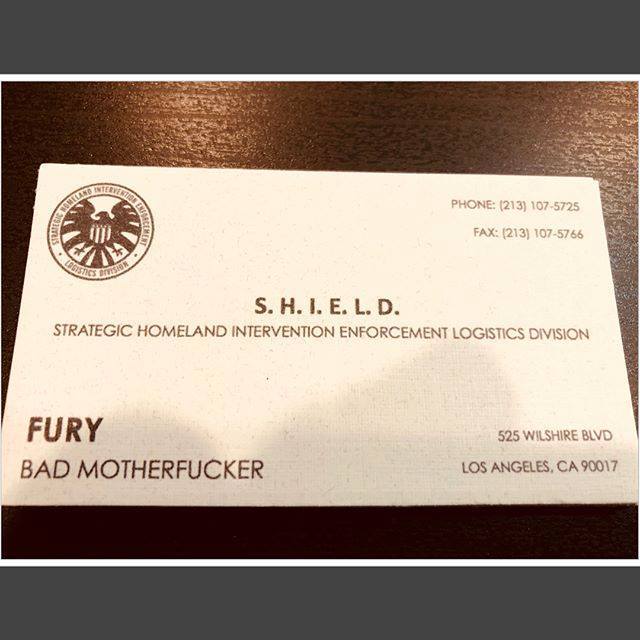 STRATEGIC HOMELAND INTERVENTION ENFORCEMENT
LOGISTICS DIVISION
PHONE: (213) 107-5725
FAX: (213) 107-5766
S. H. I. E. L. D.
STRATEGIC HOMELAND INTERVENTION ENFORCEMENT LOGISTICS DIVISION
FURY
BAD MOTHERFUCKER
525 WILSHIRE BLVD
LOS ANGELES, CA 90017